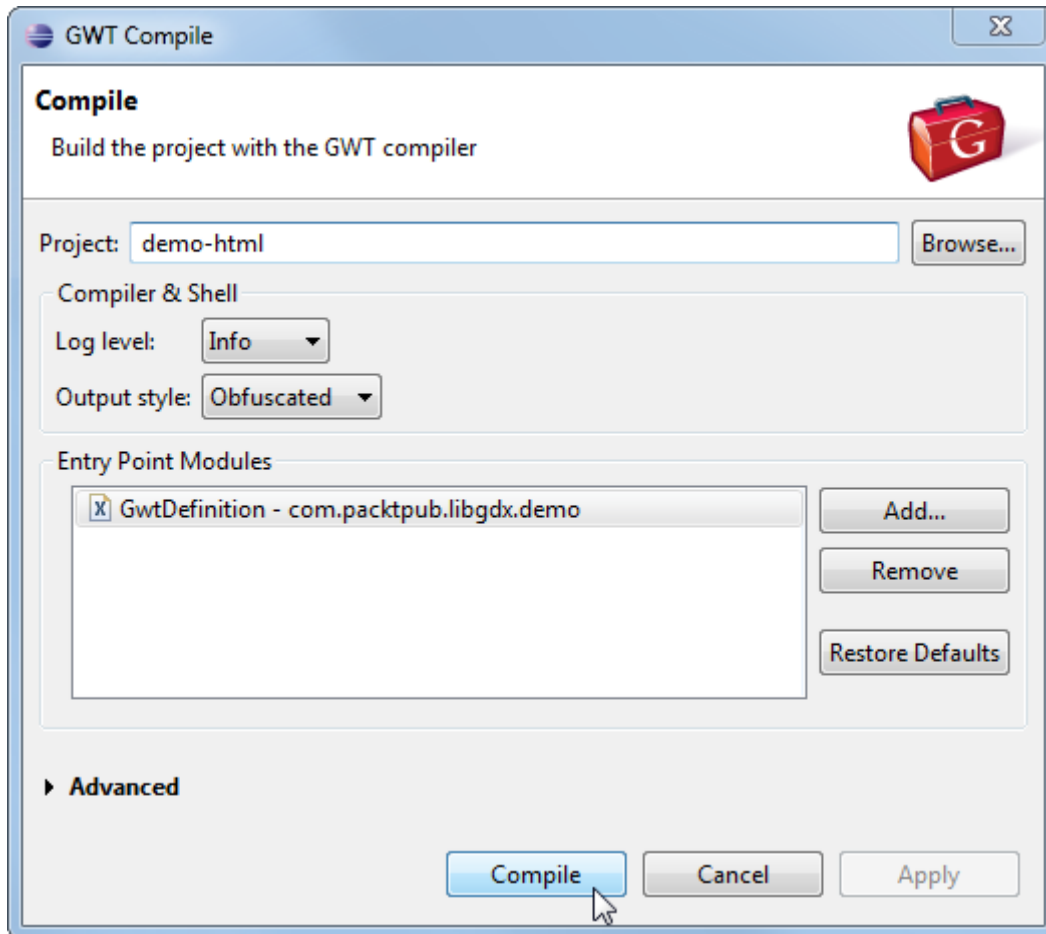 GWT Compile
Compile
Build the project with the GWT compiler
G
Project: demo-html Browse...
Compiler & Shell
Log level: Info
Output style: Obfuscated
Entry Point Modules
GwtDefinition - com.packtpub.libgdx.demo
Add...
Remove
Restore Defaults
Advanced
Compile Cancel Apply